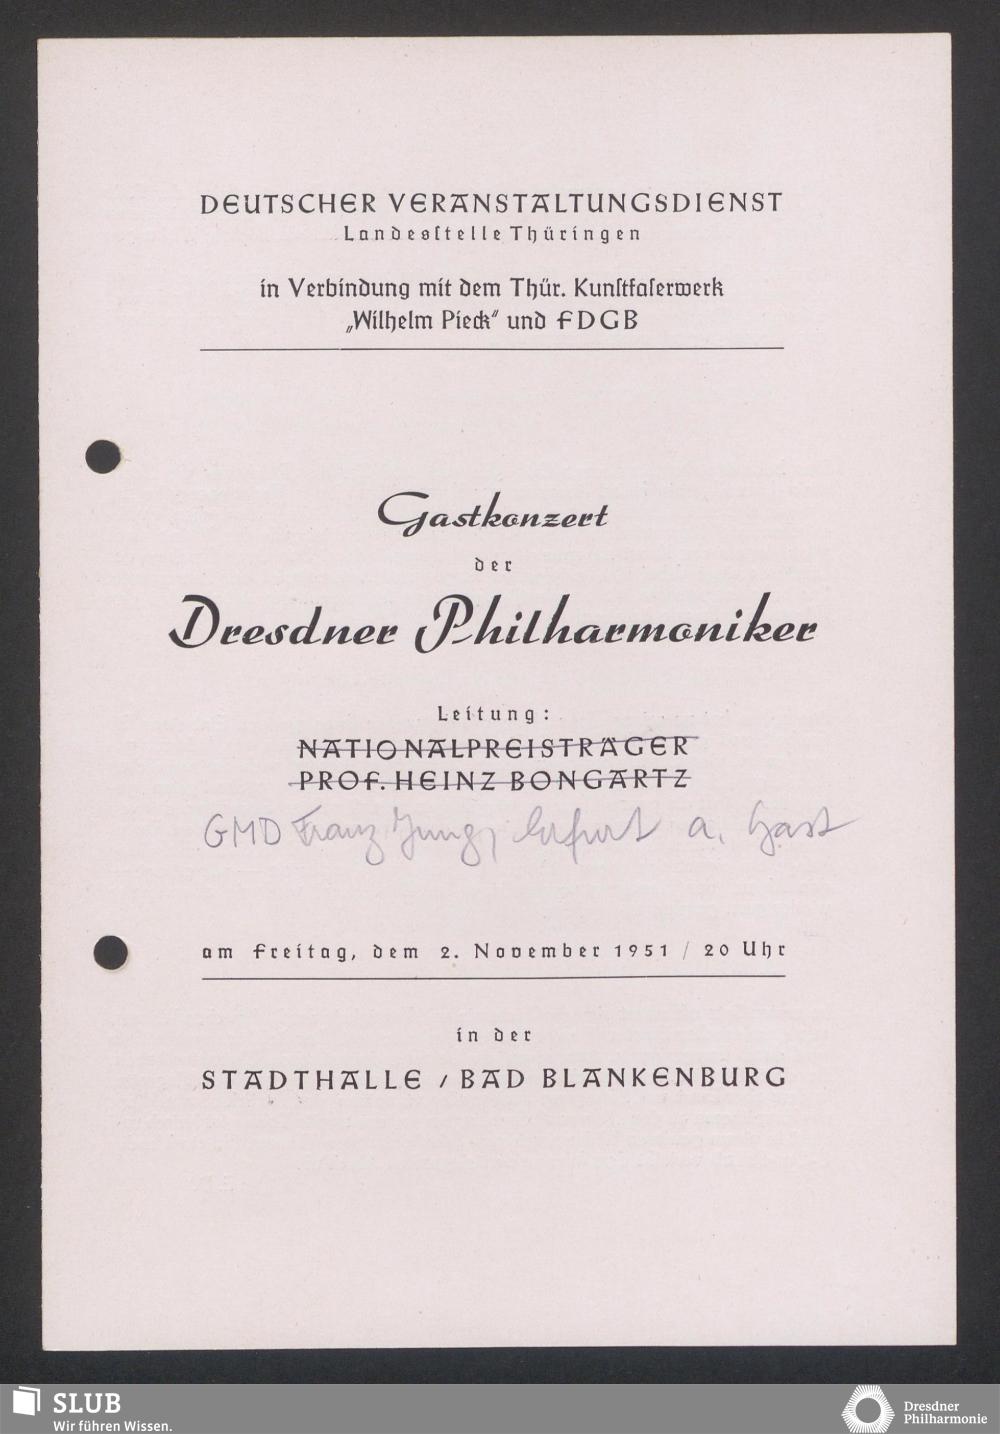 DEUTSCHER VERANSTALTUNGSDIENST
Landesstelle Thüringen
in Verbindung mit dem Thür. Kunstfaserwerk
„Wilhelm Pieck“ und FDGB
Gastkonzert
der
Dresdner Philharmoniker
Leitung:
NATIONALPREISTRÄGER
PROF. HEINZ BONGARTZ
GMD Franz Jung, Erfurt a. Gast
am Freitag, dem 2. November 1951 / 20 Uhr
in der
STADTHALLE / BAD BLANKENBURG
SLUB
Wir führen Wissen.
Dresdner
Philharmonie